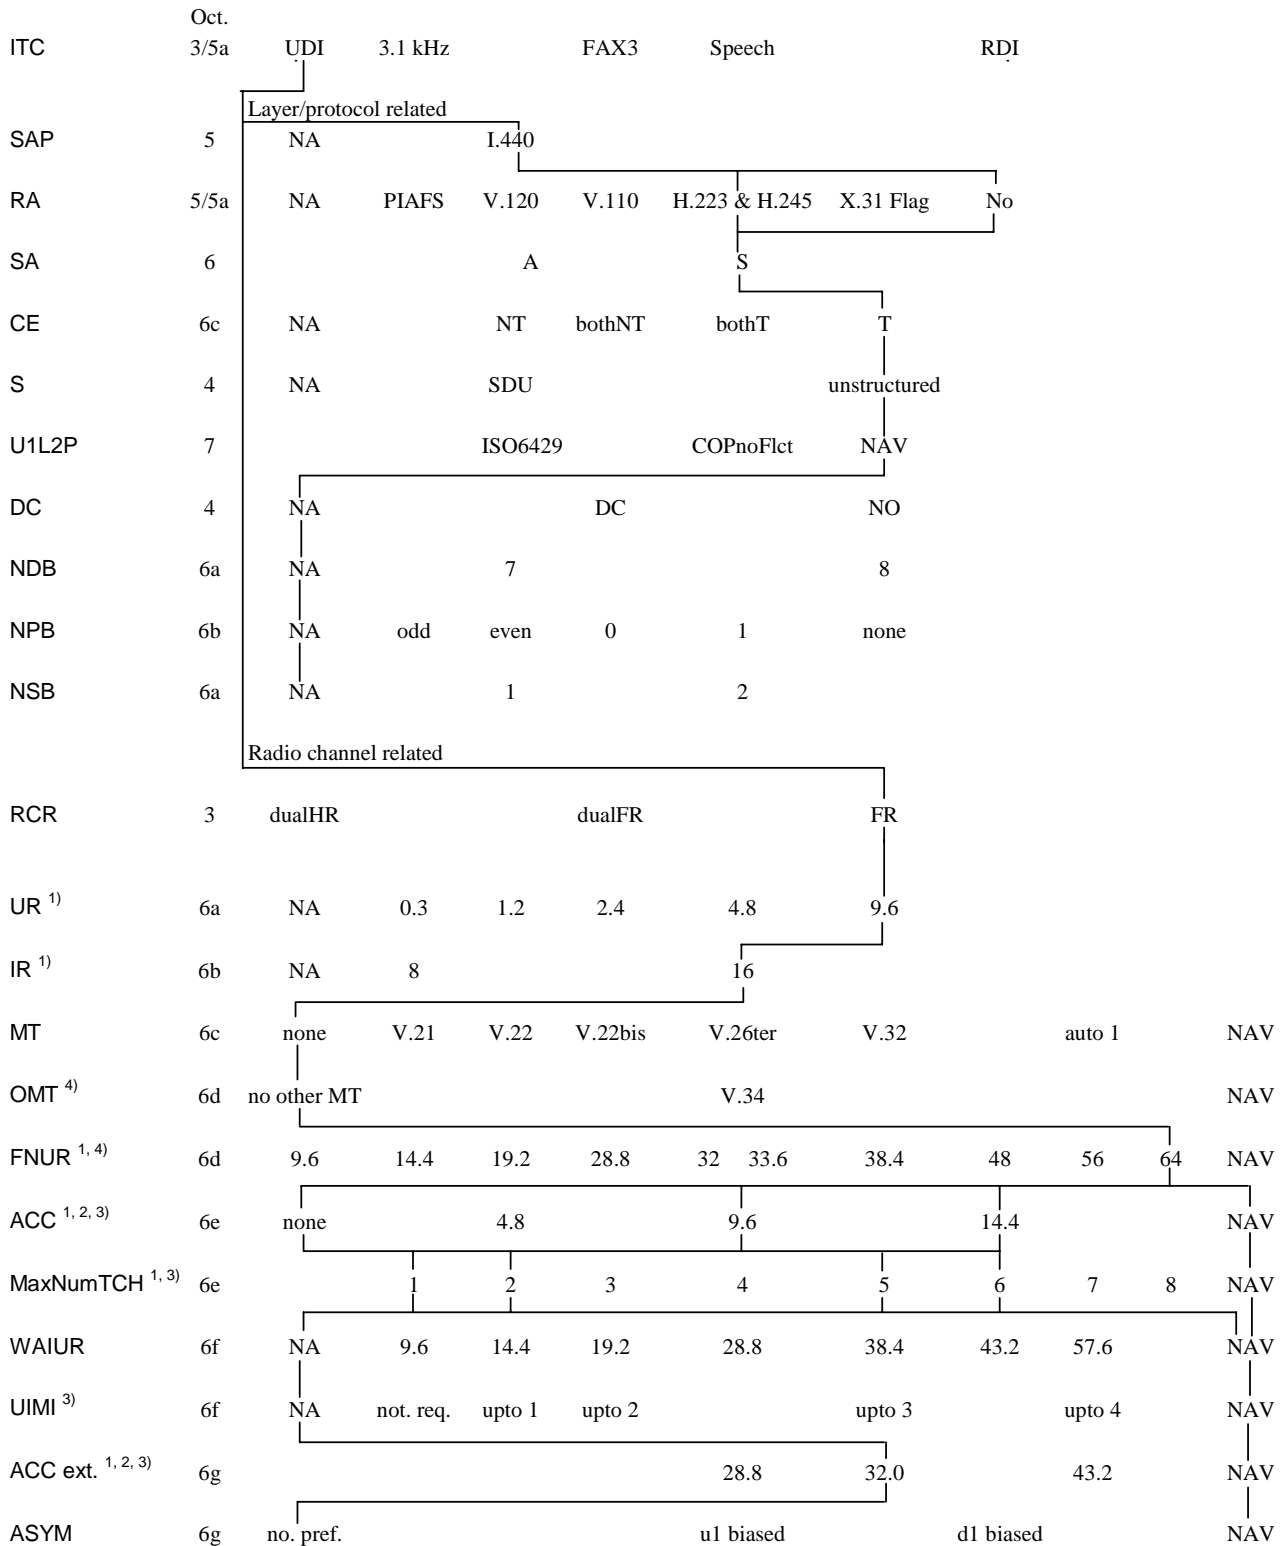 Oct.
ITC 3/5a UDI 3.1 kHz FAX3 Speech RDI
Layer/protocol related
SAP 5 NA I.440
RA 5/5a NA PIAFS V.120 V.110 H.223 & H.245 X.31 Flag No
SA 6 A S
CE 6c NA NT bothNT bothT T
S 4 NA SDU unstructured
U1L2P 7 ISO6429 COPnoFlct NAV
DC 4 NA DC NO
NDB 6a NA 7 8
NPB 6b NA odd even 0 1 none
NSB 6a NA 1 2
Radio channel related
RCR 3 dualHR dualFR FR
UR 1) 6a NA 0.3 1.2 2.4 4.8 9.6
IR 1) 6b NA 8 16
MT 6c none V.21 V.22 V.22bis V.26ter V.32 auto 1 NAV
OMT 4) 6d no other MT V.34 NAV
FNUR 1, 4) 6d 9.6 14.4 19.2 28.8 32 33.6 38.4 48 56 64 NAV
ACC 1, 2, 3) 6e none 4.8 9.6 14.4 NAV
MaxNumTCH 1, 3) 6e 1 2 3 4 5 6 7 8 NAV
WAIUR 6f NA 9.6 14.4 19.2 28.8 38.4 43.2 57.6 NAV
UIMI 3) 6f NA not. req. upto 1 upto 2 upto 3 upto 4 NAV
ACC ext. 1, 2, 3) 6g 28.8 32.0 43.2 NAV
ASYM 6g no. pref. u1 biased d1 biased NAV